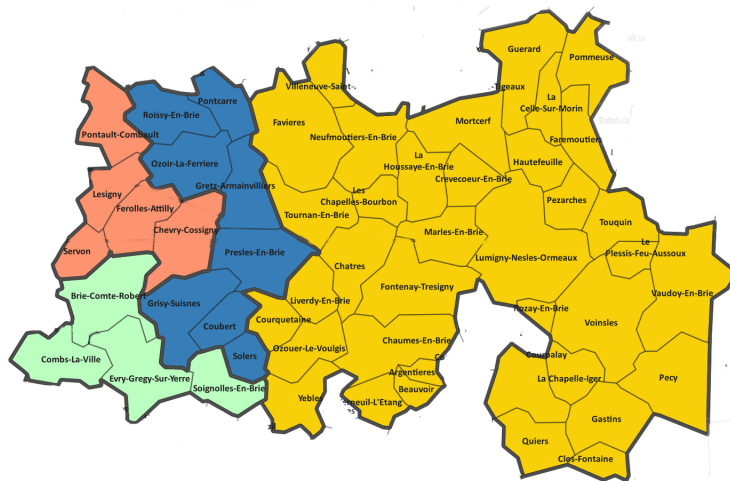 Guerard
Pommeuse
Villeneuve-Saint-
-Tigeaux
La
Celle-Sur-Morin
Pontcarre
Roissy-En-Brie
Favieres
Mortcerf
Pontault-Combault
Neufmoutiers-En-Brie
Faremoutiers
Ozoir-La-Ferriere
La
Houssaye-En-Brie
Hautefeuille
Crevecoeur-En-Brie
Gretz-Armainvilliers
Lesigny
Les
Chapelles-Bourbon
Pezarches
Ferolles-Attilly
Tournan-En-Brie
Touquin
Chevry-Cossigny
Marles-En-Brie
Le
Plessis-Feu-Aussoux
Servon
Presles-En-Brie
Lumigny-Nesles-Ormeaux
Chatres
Fontenay-Tresigny
Vaudoy-En-Brie
Brie-Comte-Robert
Grisy-Suisnes
Liverdy-En-Brie
Rozay-En-Brie
Courquetaine
Voinsles
Coubert
Chaumes-En-Brie
Ozouer-Le-Voulgis
Combs-La-Ville
Solers
Co
Courpalay
Argentieres
Evry-Gregy-Sur-Yerre
La Chapelle-Iger
Pecy
Soignolles-En-Brie
Beauvoir
Yeble
rneuil-L'Etang
Gastins
Quiers
Clos-Fontaine